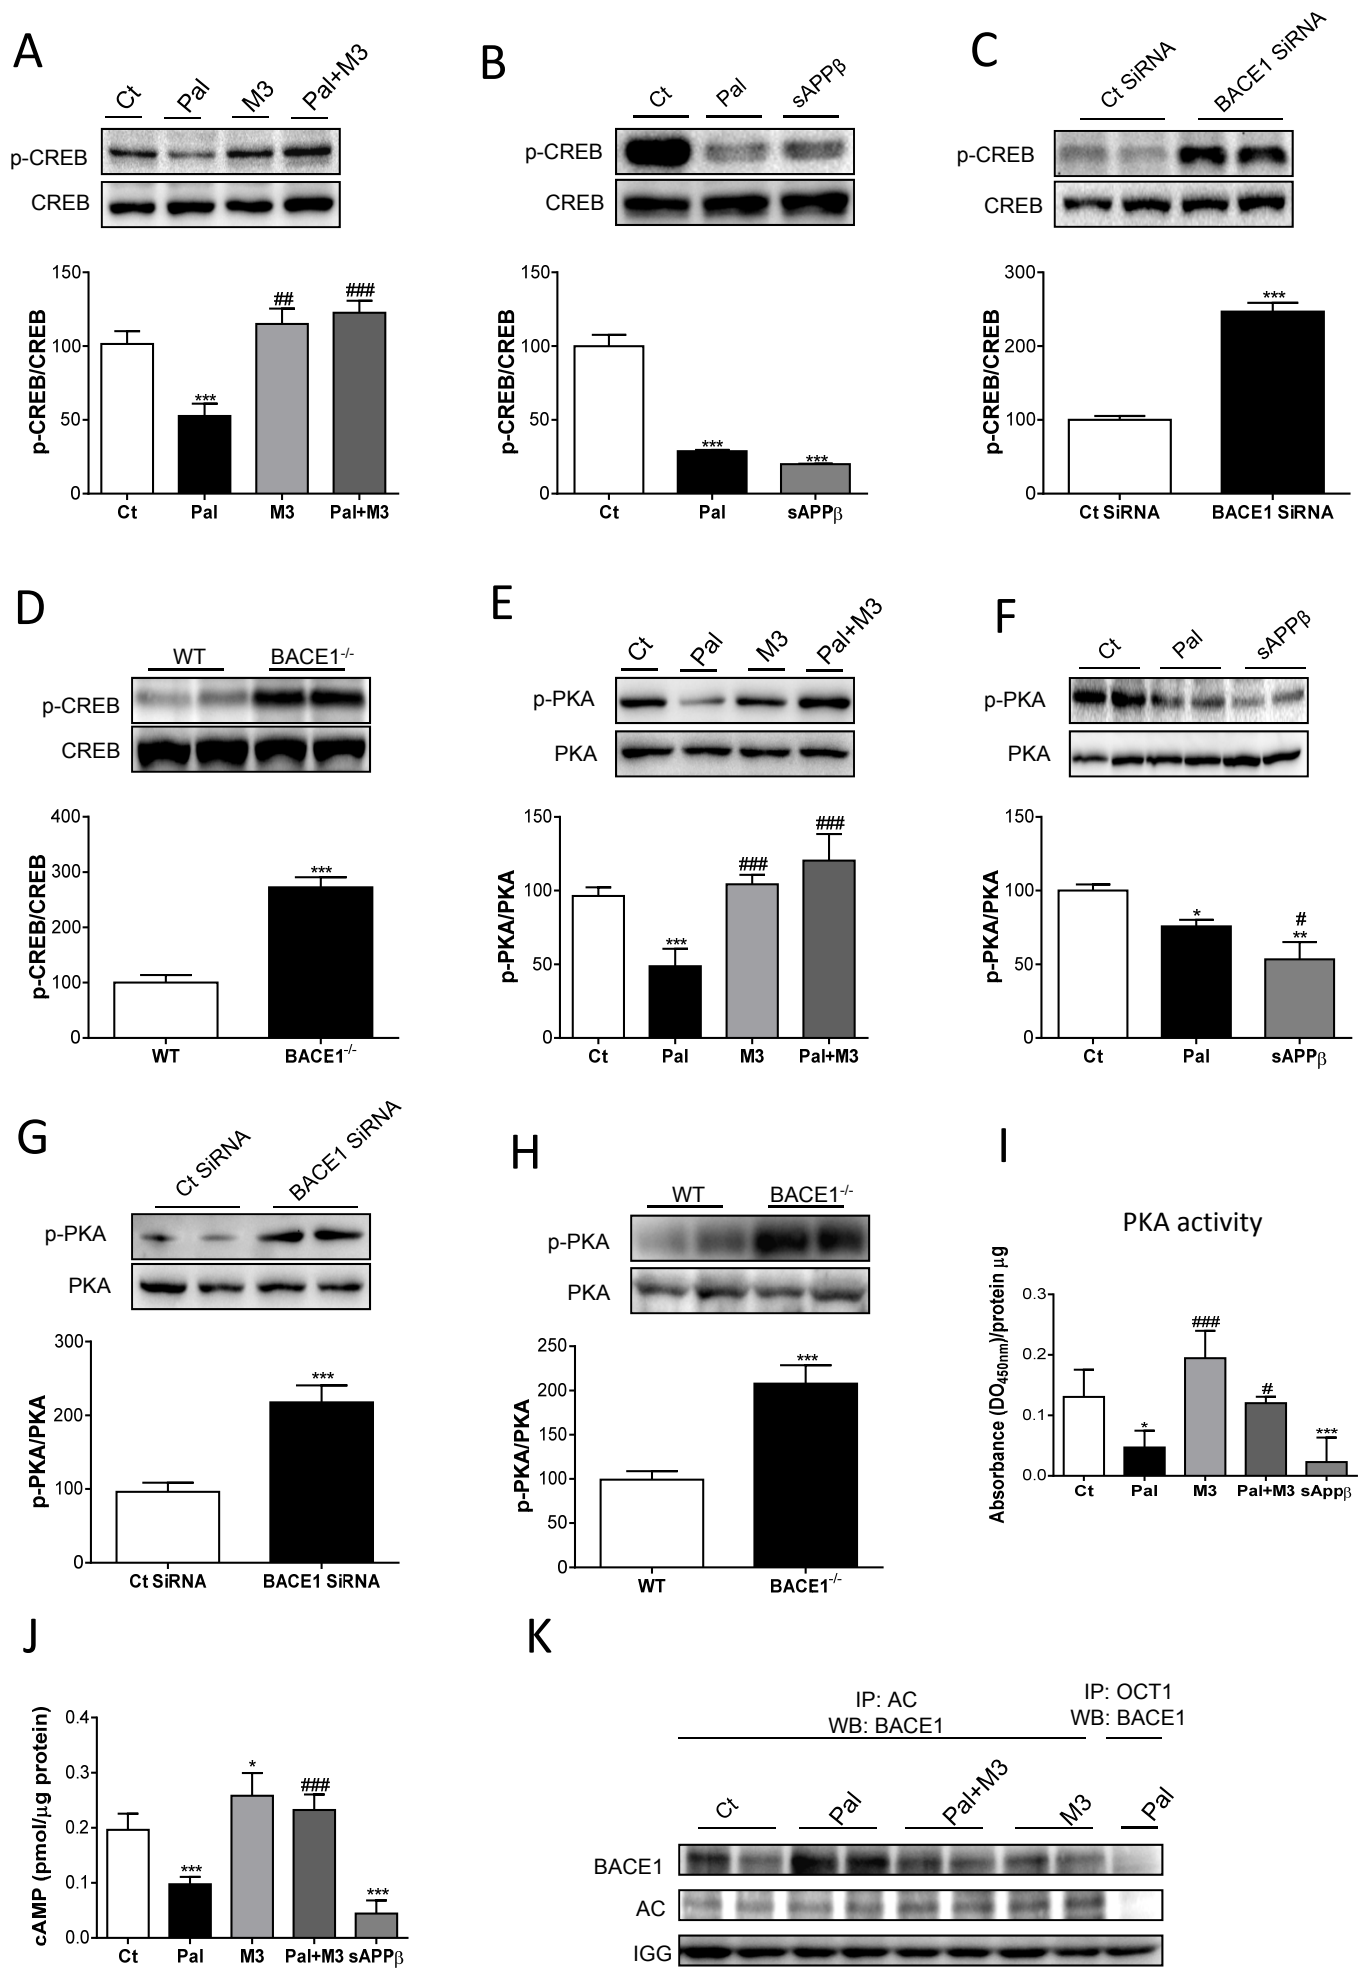 A
Ct Pal M3 Pal+M3
p-CREB
CREB
p-CREB/CREB
150
100
50
0
***
##
###
Ct Pal M3 Pal+M3
B
Ct Pal sAPPβ
p-CREB
CREB
p-CREB/CREB
150
100
50
0
***
***
Ct Pal sAPPβ
C
Ct SiRNA BACE1 SiRNA
p-CREB
CREB
p-CREB/CREB
300
200
100
0
***
Ct SiRNA BACE1 SiRNA
D
WT BACE1-/-
p-CREB
CREB
p-CREB/CREB
400
300
200
100
0
***
WT BACE1-/-
E
Ct Pal M3 Pal+M3
p-PKA
PKA
p-PKA/PKA
150
100
50
0
***
###
###
Ct Pal M3 Pal+M3
F
Ct Pal sAPPβ
p-PKA
PKA
p-PKA/PKA
150
100
50
0
*
#
**
Ct Pal sAPPβ
G
Ct SiRNA BACE1 SiRNA
p-PKA
PKA
p-PKA/PKA
300
200
100
0
***
Ct SiRNA BACE1 SiRNA
H
WT BACE1-/-
p-PKA
PKA
p-PKA/PKA
250
200
150
100
50
0
***
WT BACE1-/-
I
PKA activity
Absorbance (DO450nm)/protein µg
0.3
0.2
0.1
0.0
*
###
#
***
Ct Pal M3 Pal+M3 sAppβ
J
cAMP (pmol/µg protein)
0.4
0.3
0.2
0.1
0.0
***
*
###
***
Ct Pal M3 Pal+M3 sAPPβ
K
IP: AC
WB: BACE1
IP: OCT1
WB: BACE1
Ct Pal Pal+M3 M3 Pal
BACE1
AC
IGG